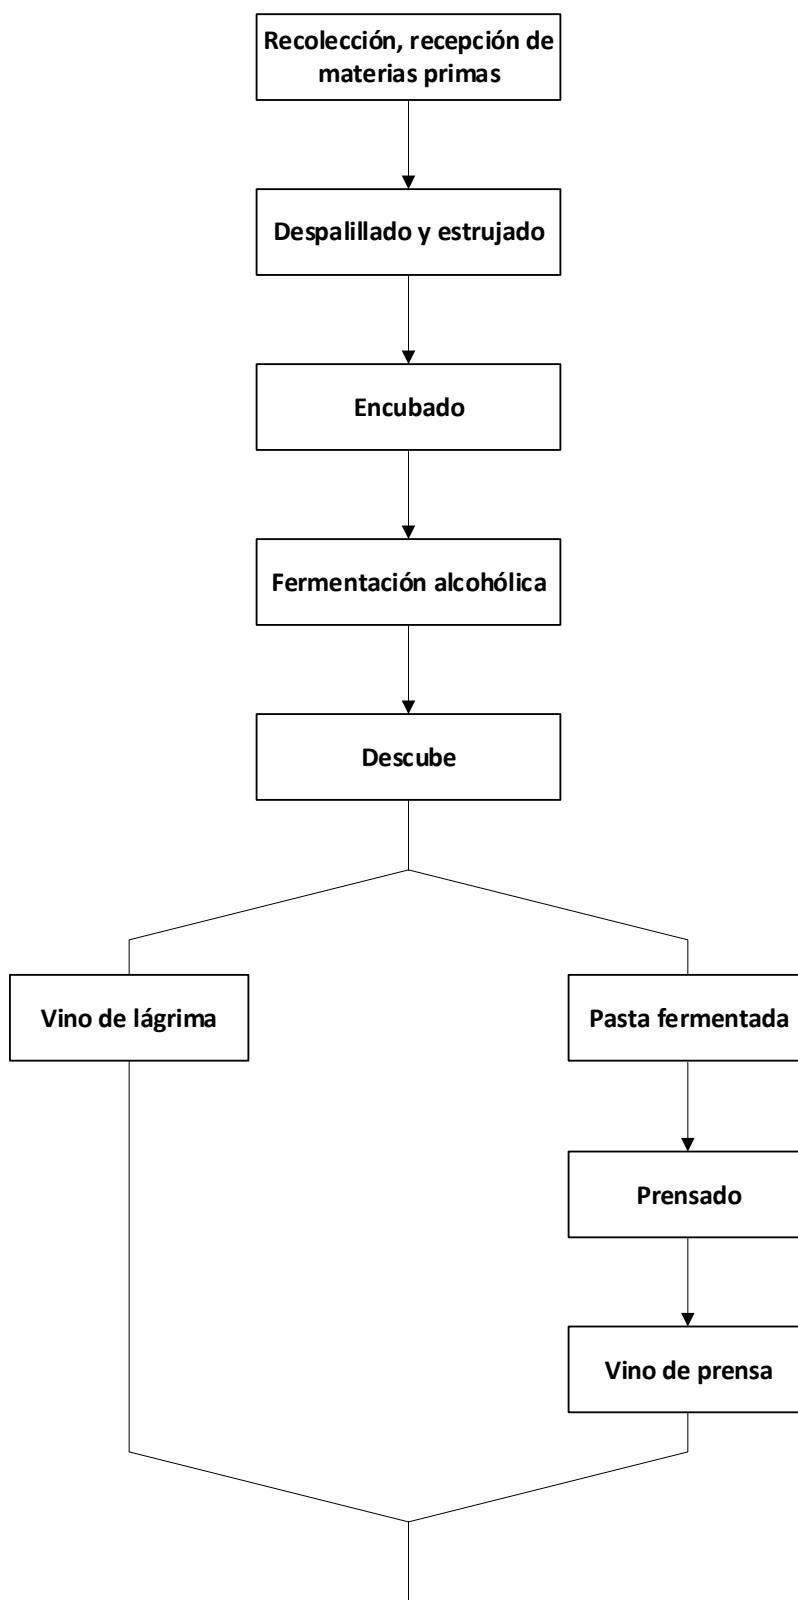 Recolección, recepción de
materias primas
Despalillado y estrujado
Encubado
Fermentación alcohólica
Descube
Vino de lágrima
Pasta fermentada
Prensado
Vino de prensa